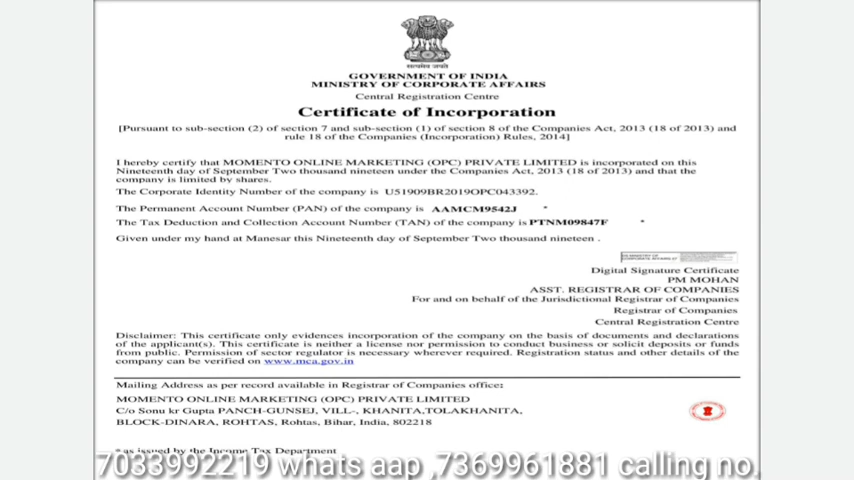 सत्यमेव जयते
GOVERNMENT OF INDIA
MINISTRY OF CORPORATE AFFAIRS
Central Registration Centre
Certificate of Incorporation
[Pursuant to sub-section (2) of section 7 and sub-section (1) of section 8 of the Companies Act, 2013 (18 of 2013) and
rule 18 of the Companies (Incorporation) Rules, 2014]
I hereby certify that MOMENTO ONLINE MARKETING (OPC) PRIVATE LIMITED is incorporated on this
Nineteenth day of September Two thousand nineteen under the Companies Act, 2013 (18 of 2013) and that the
company is limited by shares.
The Corporate Identity Number of the company is U51909BR2019OPC043392.
The Permanent Account Number (PAN) of the company is AAMCM9542J *
The Tax Deduction and Collection Account Number (TAN) of the company is PTNM09847F *
Given under my hand at Manesar this Nineteenth day of September Two thousand nineteen .
Digital Signature Certificate
PM MOHAN
ASST. REGISTRAR OF COMPANIES
For and on behalf of the Jurisdictional Registrar of Companies
Registrar of Companies
Central Registration Centre
Disclaimer: This certificate only evidences incorporation of the company on the basis of documents and declarations
of the applicant(s). This certificate is neither a license nor permission to conduct business or solicit deposits or funds
from public. Permission of sector regulator is necessary wherever required. Registration status and other details of the
company can be verified on www.mca.gov.in
Mailing Address as per record available in Registrar of Companies office:
MOMENTO ONLINE MARKETING (OPC) PRIVATE LIMITED
C/o Sonu kr Gupta PANCH-GUNSEJ, VILL-, KHANITA,TOLAKHANITA,
BLOCK-DINARA, ROHTAS, Rohtas, Bihar, India, 802218
* as issued by the Income Tax Department
7033992219 whats aap ,7369961881 calling no.